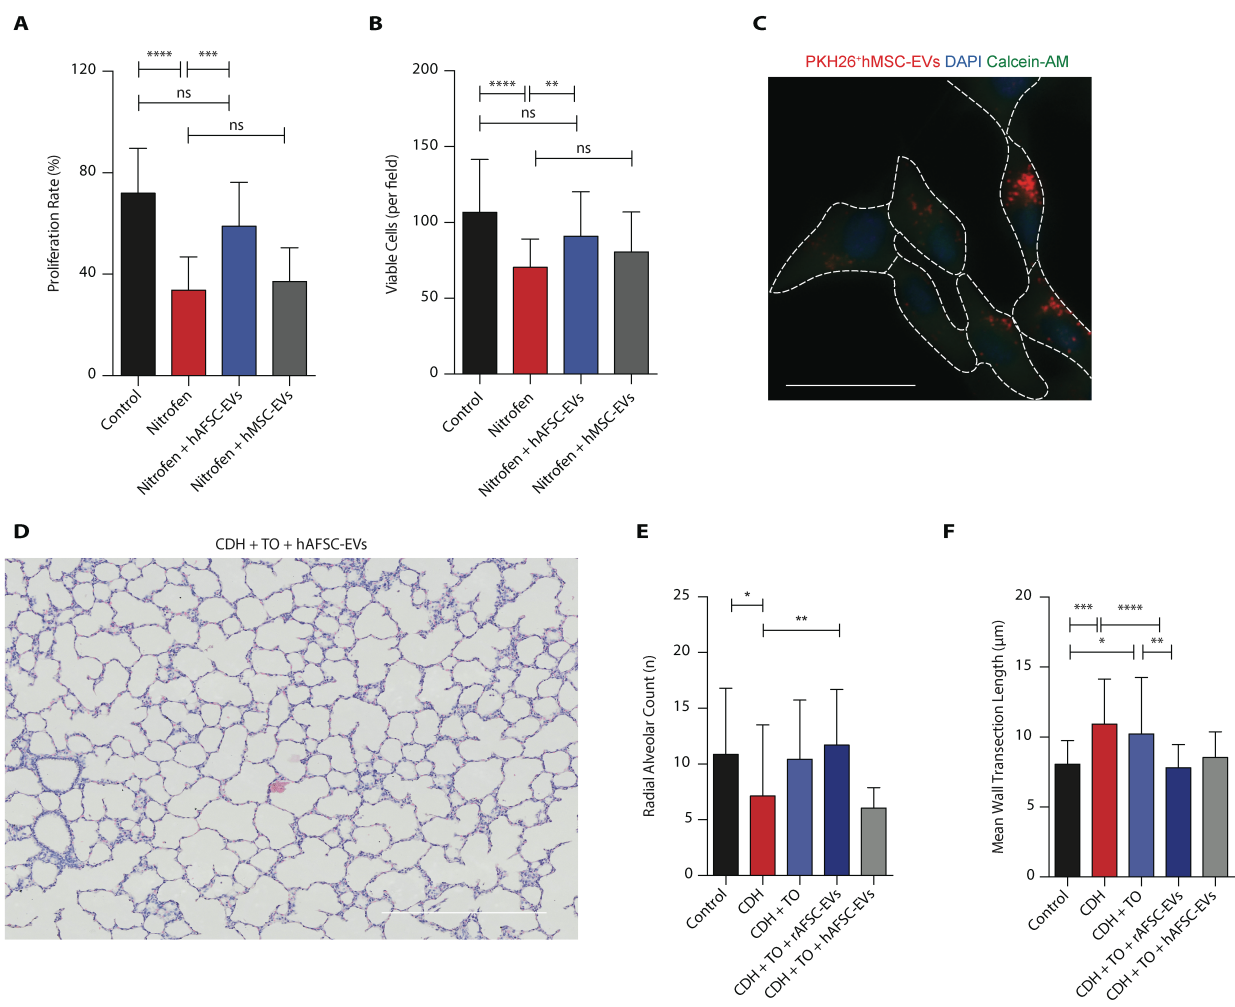 A
Proliferation Rate (%)
120
80
40
0
****
***
ns
ns
Control
Nitrofen
Nitrofen + hAFSC-EVs
Nitrofen + hMSC-EVs
B
Viable Cells (per field)
200
150
100
50
0
****
**
ns
ns
Control
Nitrofen
Nitrofen + hAFSC-EVs
Nitrofen + hMSC-EVs
C
PKH26⁺hMSC-EVs DAPI Calcein-AM
D
CDH + TO + hAFSC-EVs
E
Radial Alveolar Count (n)
25
20
15
10
5
0
*
**
Control
CDH
CDH + TO
CDH + TO + rAFSC-EVs
CDH + TO + hAFSC-EVs
F
Mean Wall Transection Length (µm)
20
15
10
5
0
***
****
*
**
Control
CDH
CDH + TO
CDH + TO + rAFSC-EVs
CDH + TO + hAFSC-EVs